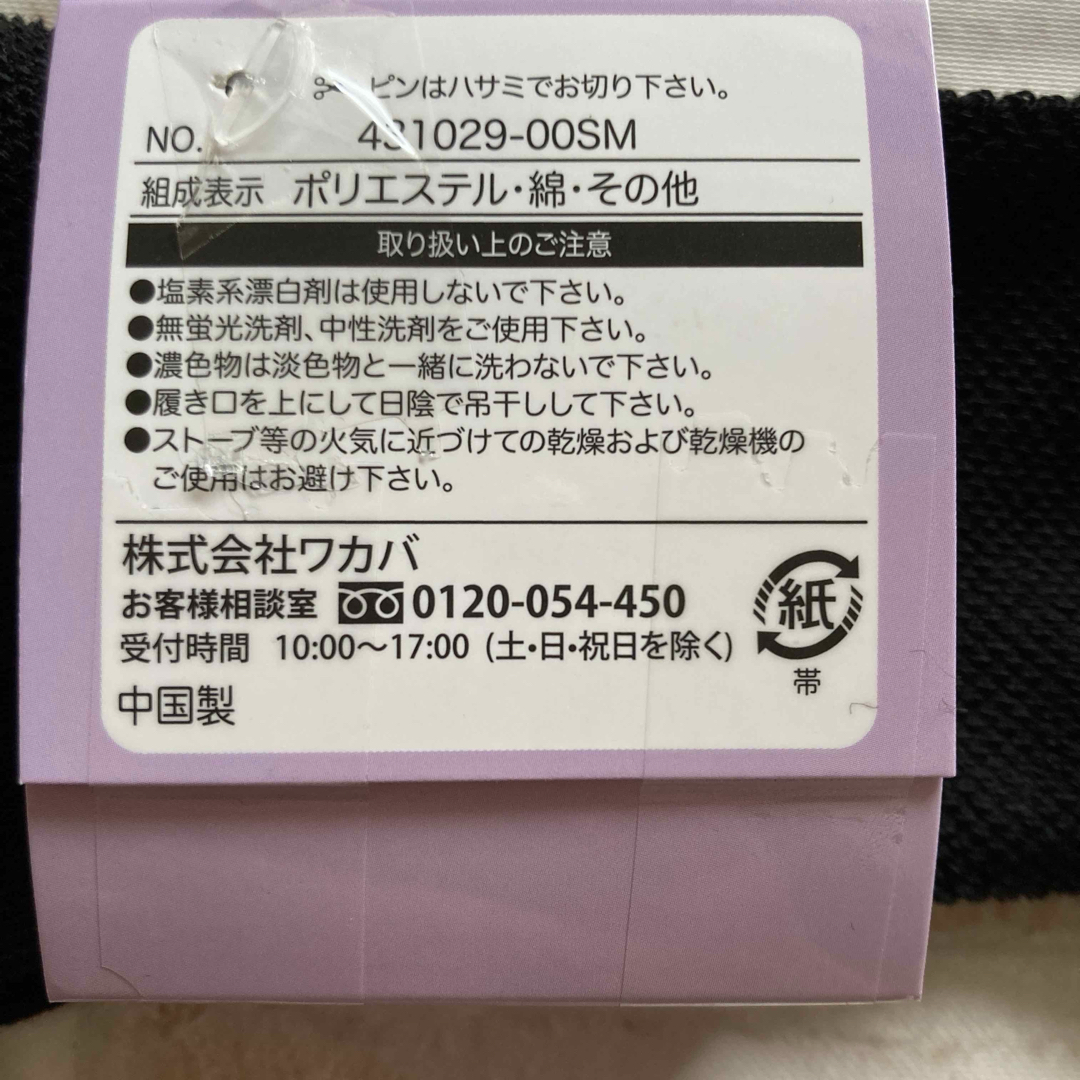 ピンはハサミでお切り下さい。
NO. 431029-00SM
組成表示 ポリエステル・綿・その他
取り扱い上のご注意
●塩素系漂白剤は使用しないで下さい。
●無蛍光洗剤、中性洗剤をご使用下さい。
●濃色物は淡色物と一緒に洗わないで下さい。
●履き口を上にして日陰で吊干しして下さい。
●ストーブ等の火気に近づけての乾燥および乾燥機の
ご使用はお避け下さい。
株式会社ワカバ
お客様相談室 0120-054-450
受付時間 10:00〜17:00 (土・日・祝日を除く)
中国製
紙
帯